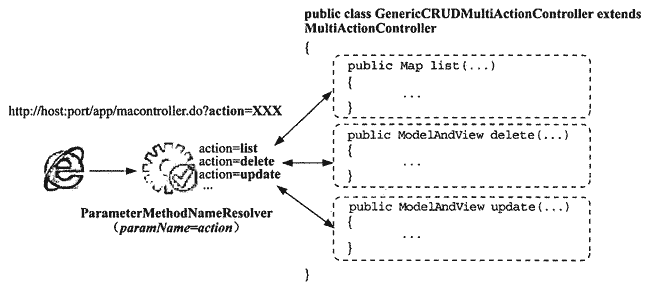 public class GenericCRUDMultiActionController extends
MultiActionController
{
public Map list(...)
{
...
}
http://host:port/app/macontroller.do?action=XXX
action=list
action=delete
action=update
...
public ModelAndView delete(...)
{
...
}
ParameterMethodNameResolver
(paramName=action)
public ModelAndView update(...)
{
...
}
}